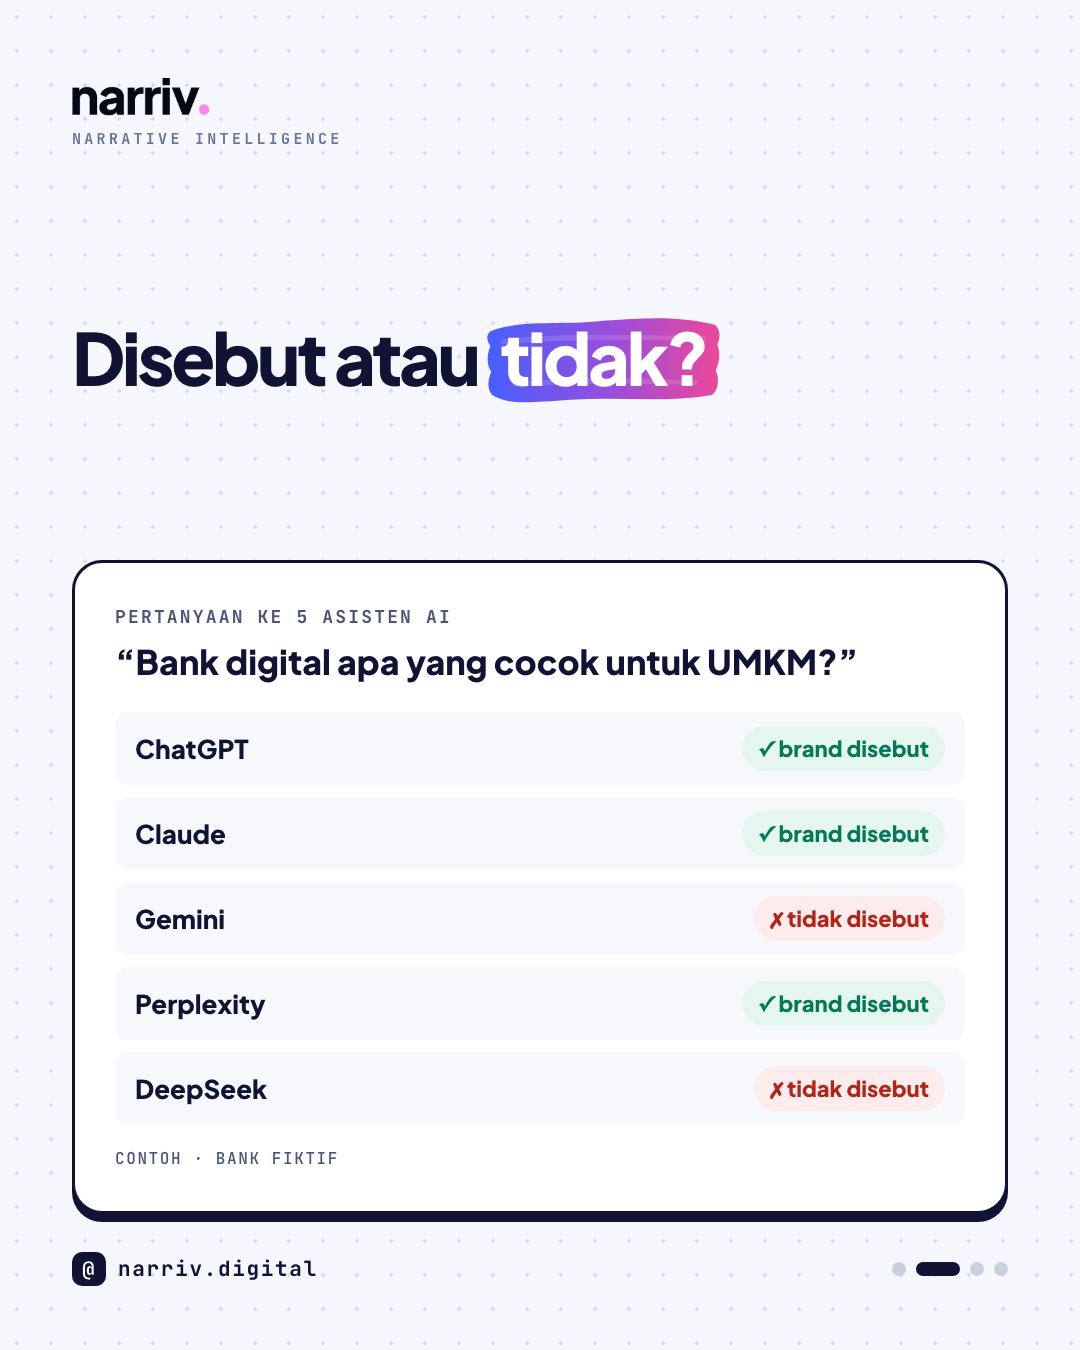 narriv.
NARRATIVE INTELLIGENCE
Disebut atau tidak?
PERTANYAAN KE 5 ASISTEN AI
“Bank digital apa yang cocok untuk UMKM?”
ChatGPT ✓ brand disebut
Claude ✓ brand disebut
Gemini ✗ tidak disebut
Perplexity ✓ brand disebut
DeepSeek ✗ tidak disebut
CONTOH · BANK FIKTIF
@ narriv.digital